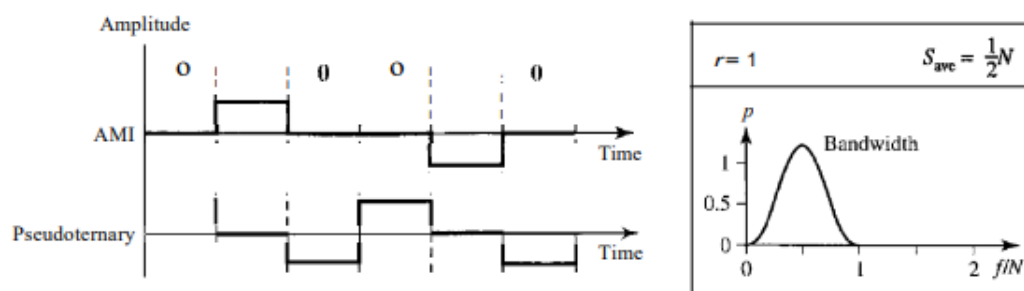 Amplitude
0 0 0 0
AMI
Time
Pseudoternary
Time
r = 1 S_ave = 1/2 N
p
Bandwidth
1
0.5
0
0 1 2 f/N